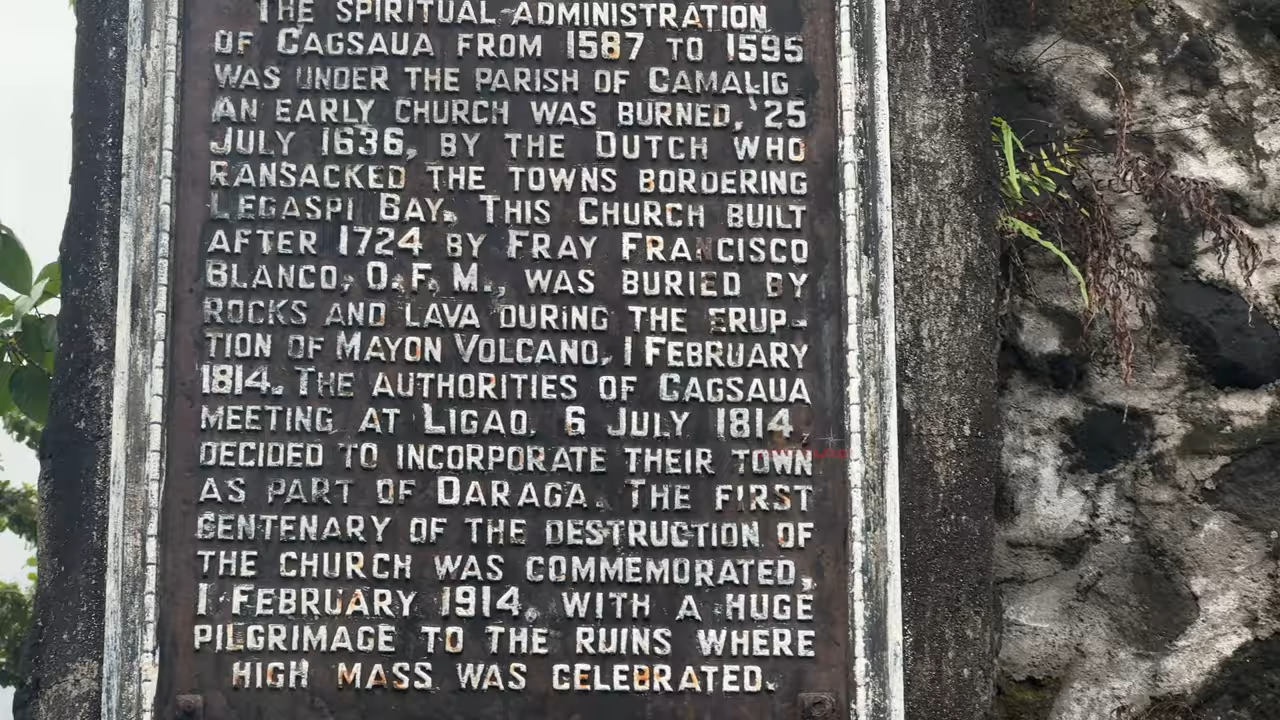 THE SPIRITUAL ADMINISTRATION
OF CAGSAUA FROM 1587 TO 1595
WAS UNDER THE PARISH OF CAMALIG
AN EARLY CHURCH WAS BURNED, 25
JULY 1636, BY THE DUTCH WHO
RANSACKED THE TOWNS BORDERING
LEGASPI BAY. THIS CHURCH BUILT
AFTER 1724 BY FRAY FRANCISCO
BLANCO, O.F.M., WAS BURIED BY
ROCKS AND LAVA DURING THE ERUP-
TION OF MAYON VOLCANO, 1 FEBRUARY
1814. THE AUTHORITIES OF CAGSAUA
MEETING AT LIGAO, 6 JULY 1814,
DECIDED TO INCORPORATE THEIR TOWN
AS PART OF DARAGA. THE FIRST
CENTENARY OF THE DESTRUCTION OF
THE CHURCH WAS COMMEMORATED,
1 FEBRUARY 1914, WITH A HUGE
PILGRIMAGE TO THE RUINS WHERE
HIGH MASS WAS CELEBRATED.